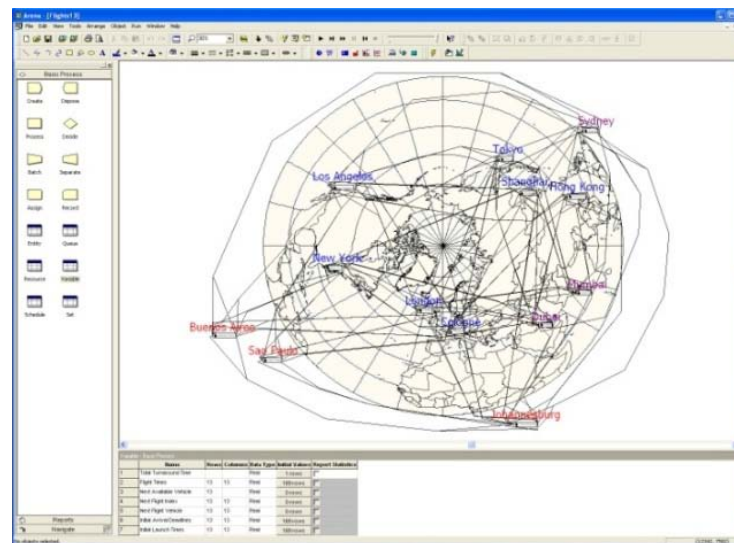 Arena - [Flights13]
File Edit View Tools Arrange Object Run Window Help
Basic Process
Create Dispose
Process Decide
Batch Separate
Assign Record
Entity Queue
Resource Variable
Schedule Set
Reports
Navigate
Sydney
Tokyo
Los Angeles
Shanghai
Hong Kong
New York
London
Mumbai
Dubai
Cologne
Buenos Aires
Sao Paulo
Johannesburg
Variable - Basic Process
Name Rows Columns Data Type Initial Values Report Statistics
1 Total Turnaround Time Real
2 Flight Times 13 13 Real
3 Next Available Vehicle 13 Real
4 Next Flight Index 13 13 Real
5 Next Flight Vehicle 13 Real
6 Initial Arrival Deadlines 13 13 Real
7 Initial Launch Times 13 13 Real